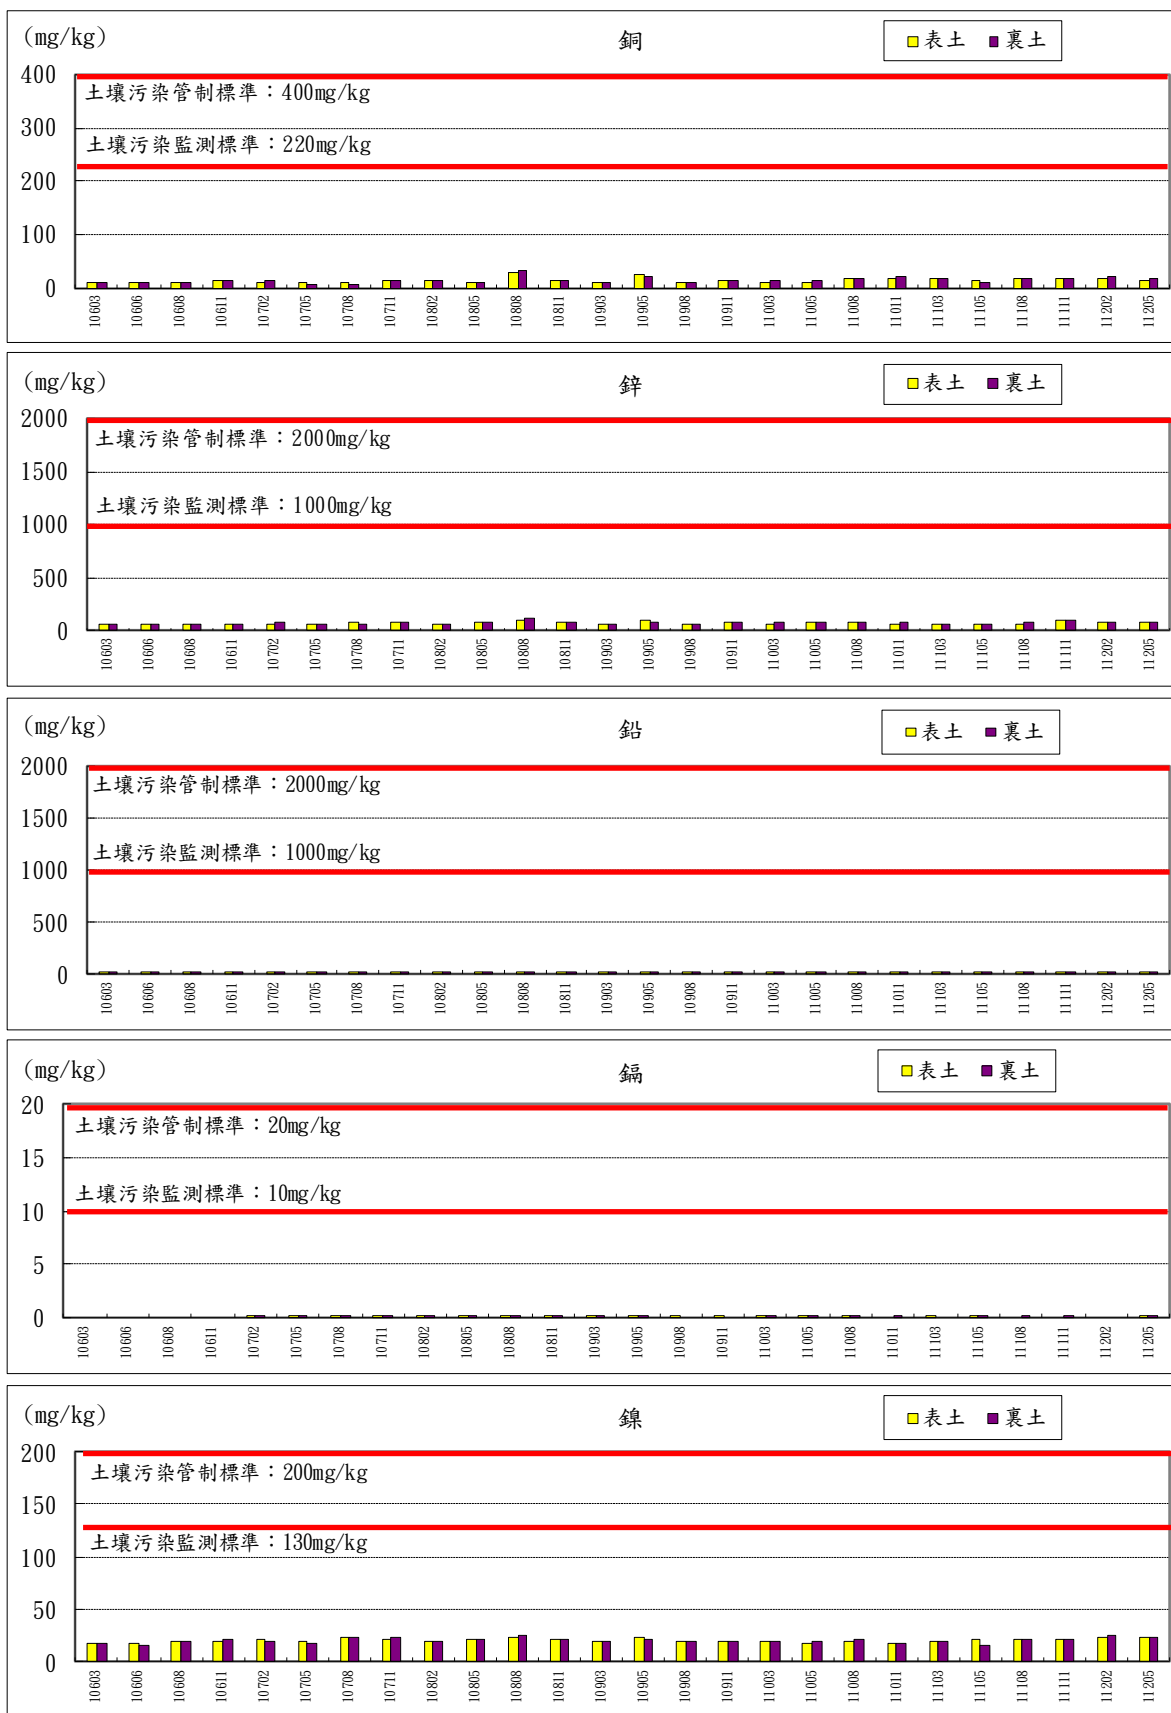 (mg/kg) 銅 表土 裏土
400
土壤污染管制標準：400mg/kg
300
土壤污染監測標準：220mg/kg
200
100
0
10603 10606 10608 10611 10702 10705 10708 10711 10802 10805 10808 10811 10903 10905 10908 10911 11003 11005 11008 11011 11103 11105 11108 11111 11202 11205
(mg/kg) 鋅 表土 裏土
2000
土壤污染管制標準：2000mg/kg
1500
土壤污染監測標準：1000mg/kg
1000
500
0
10603 10606 10608 10611 10702 10705 10708 10711 10802 10805 10808 10811 10903 10905 10908 10911 11003 11005 11008 11011 11103 11105 11108 11111 11202 11205
(mg/kg) 鉛 表土 裏土
2000
土壤污染管制標準：2000mg/kg
1500
土壤污染監測標準：1000mg/kg
1000
500
0
10603 10606 10608 10611 10702 10705 10708 10711 10802 10805 10808 10811 10903 10905 10908 10911 11003 11005 11008 11011 11103 11105 11108 11111 11202 11205
(mg/kg) 鎘 表土 裏土
20
土壤污染管制標準：20mg/kg
15
土壤污染監測標準：10mg/kg
10
5
0
10603 10606 10608 10611 10702 10705 10708 10711 10802 10805 10808 10811 10903 10905 10908 10911 11003 11005 11008 11011 11103 11105 11108 11111 11202 11205
(mg/kg) 鎳 表土 裏土
200
土壤污染管制標準：200mg/kg
150
土壤污染監測標準：130mg/kg
100
50
0
10603 10606 10608 10611 10702 10705 10708 10711 10802 10805 10808 10811 10903 10905 10908 10911 11003 11005 11008 11011 11103 11105 11108 11111 11202 11205